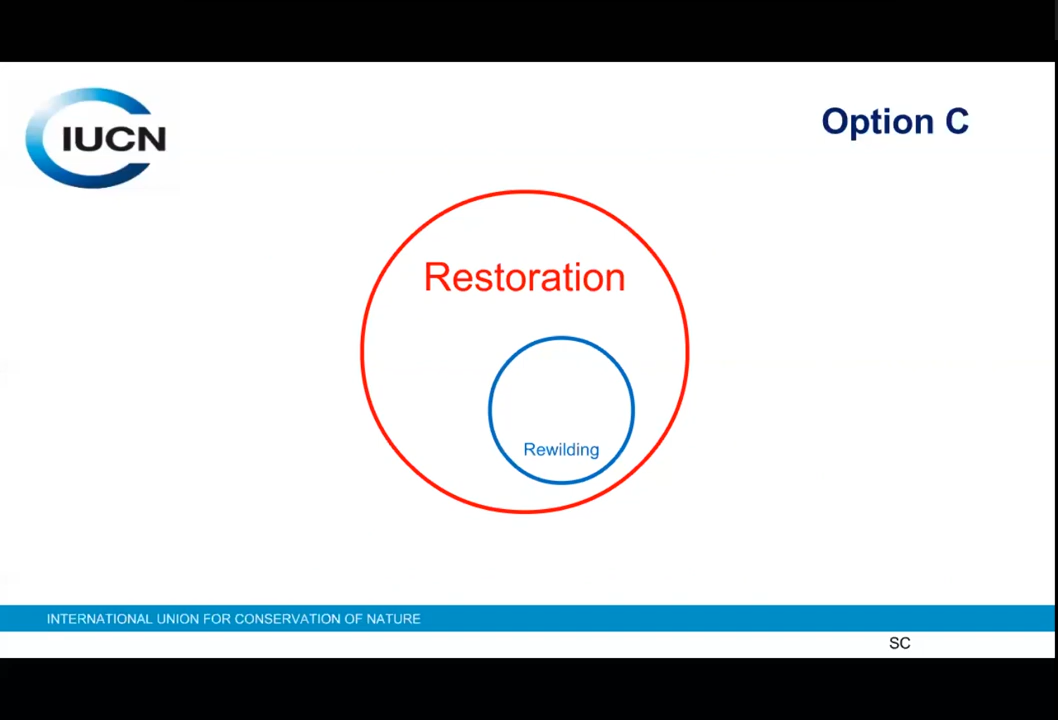 IUCN
Option C
Restoration
Rewilding
INTERNATIONAL UNION FOR CONSERVATION OF NATURE
SC